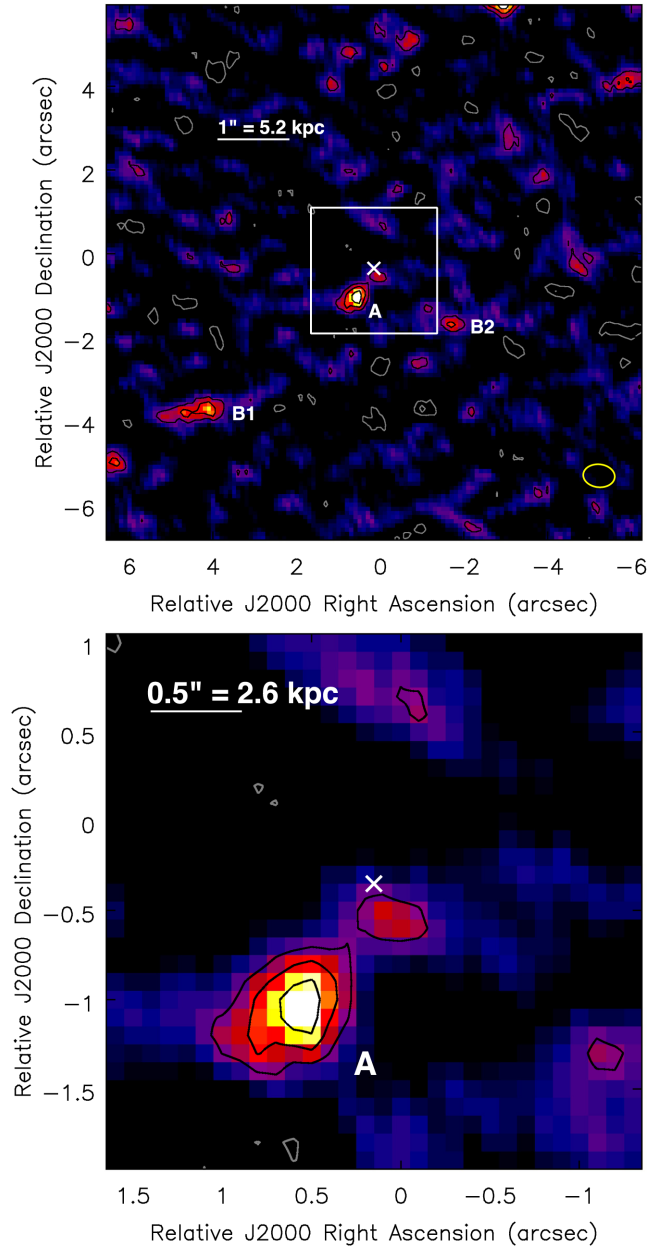 4
2
0
−2
−4
−6
Relative J2000 Declination (arcsec)
1" = 5.2 kpc
A
B2
B1
6 4 2 0 −2 −4 −6
Relative J2000 Right Ascension (arcsec)
1
0.5
0
−0.5
−1
−1.5
Relative J2000 Declination (arcsec)
0.5" = 2.6 kpc
A
1.5 1 0.5 0 −0.5 −1
Relative J2000 Right Ascension (arcsec)